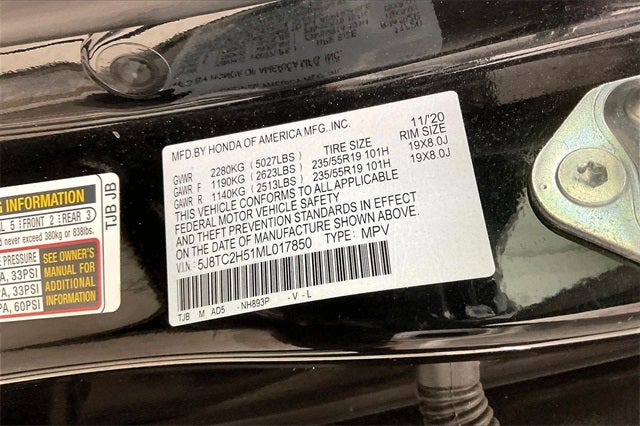 MFD.BY HONDA OF AMERICA MFG.,INC. 11/'20
GVWR 2280KG (5027LBS) TIRE SIZE RIM SIZE
GAWR F 1190KG (2623LBS) 235/55R19 101H 19X8.0J
GAWR R 1140KG (2513LBS) 235/55R19 101H 19X8.0J
THIS VEHICLE CONFORMS TO ALL APPLICABLE
FEDERAL MOTOR VEHICLE SAFETY
AND THEFT PREVENTION STANDARDS IN EFFECT
ON THE DATE OF MANUFACTURE SHOWN ABOVE.
V.I.N: 5J8TC2H51ML017850 TYPE: MPV
TJB M AD5 -NH893P -V-L
G INFORMATION
L 5 FRONT 2 REAR 3
never exceed 380kg or 838lbs.
PRESSURE
A, 33PSI
A, 33PSI
PA, 60PSI
SEE OWNER'S
MANUAL FOR
ADDITIONAL
INFORMATION
TJB JB